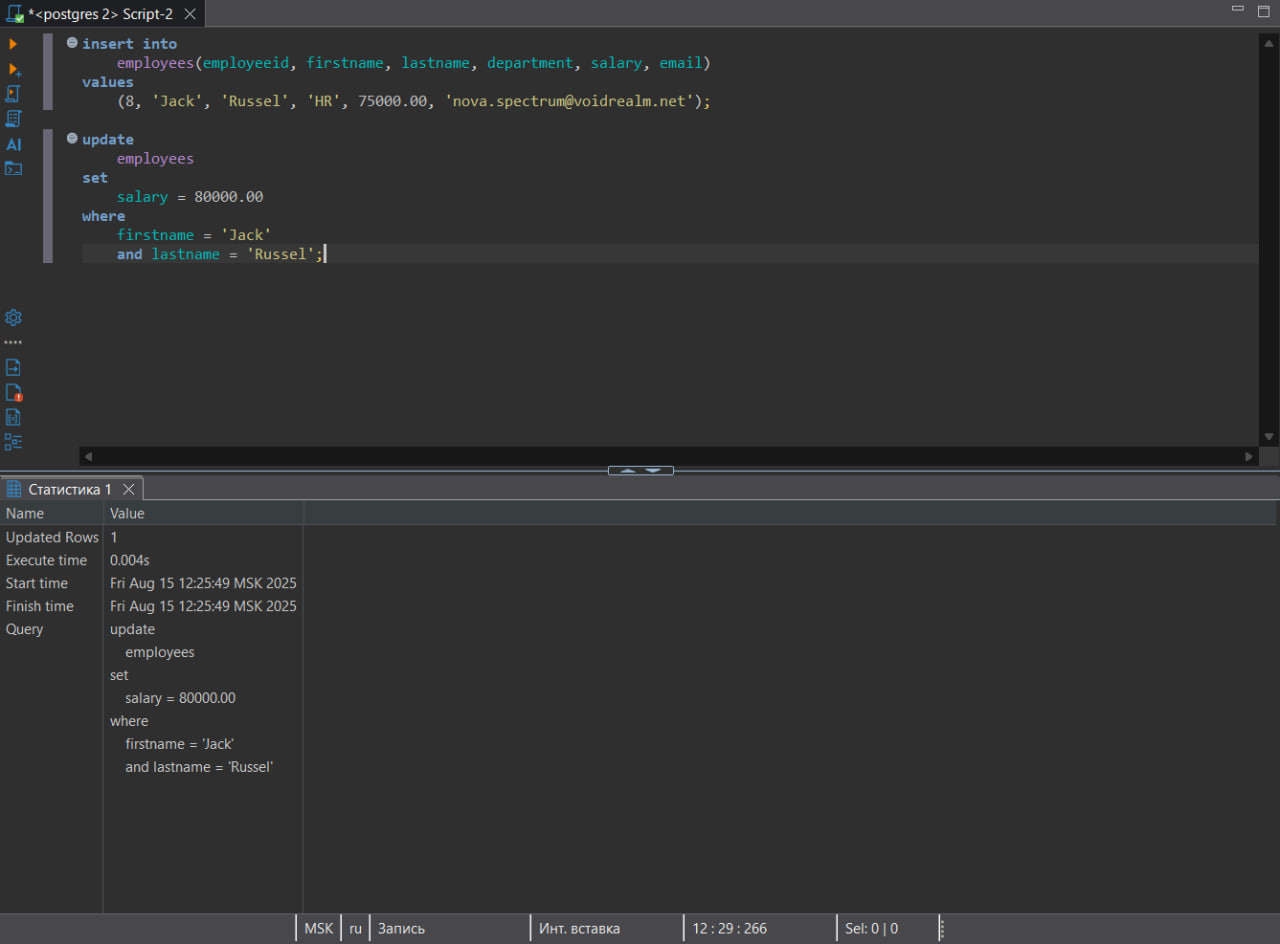 *<postgres 2> Script-2
insert into
employees(employeeid, firstname, lastname, department, salary, email)
values
(8, 'Jack', 'Russel', 'HR', 75000.00, 'nova.spectrum@voidrealm.net');
update
employees
set
salary = 80000.00
where
firstname = 'Jack'
and lastname = 'Russel';
AI
Статистика 1
Name Value
Updated Rows 1
Execute time 0.004s
Start time Fri Aug 15 12:25:49 MSK 2025
Finish time Fri Aug 15 12:25:49 MSK 2025
Query update
employees
set
salary = 80000.00
where
firstname = 'Jack'
and lastname = 'Russel'
MSK ru Запись Инт. вставка 12 : 29 : 266 Sel: 0 | 0